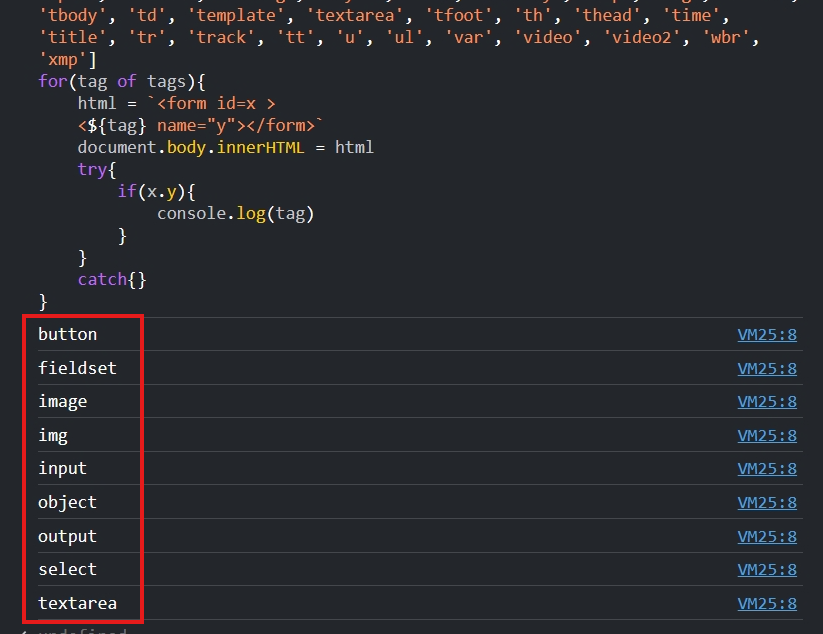 'tbody', 'td', 'template', 'textarea', 'tfoot', 'th', 'thead', 'time',
'title', 'tr', 'track', 'tt', 'u', 'ul', 'var', 'video', 'video2', 'wbr',
'xmp']
for(tag of tags){
    html = `<form id=x >
    <${tag} name="y"></form>`
    document.body.innerHTML = html
    try{
        if(x.y){
            console.log(tag)
        }
    }
    catch{}
}
button VM25:8
fieldset VM25:8
image VM25:8
img VM25:8
input VM25:8
object VM25:8
output VM25:8
select VM25:8
textarea VM25:8
undefined